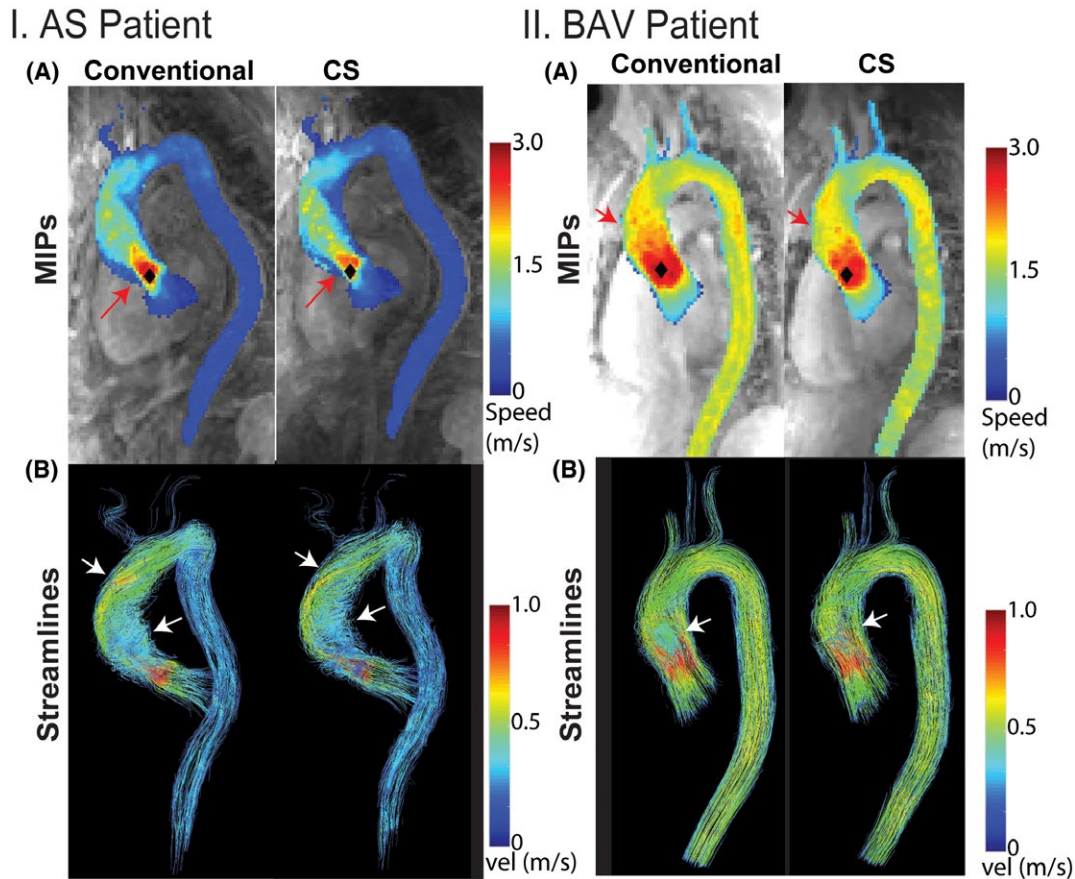 I. AS Patient
II. BAV Patient
(A) Conventional CS
(A) Conventional CS
MIPs
3.0
1.5
0
Speed
(m/s)
MIPs
3.0
1.5
0
Speed
(m/s)
(B)
Streamlines
1.0
0.5
0
vel (m/s)
(B)
Streamlines
1.0
0.5
0
vel (m/s)